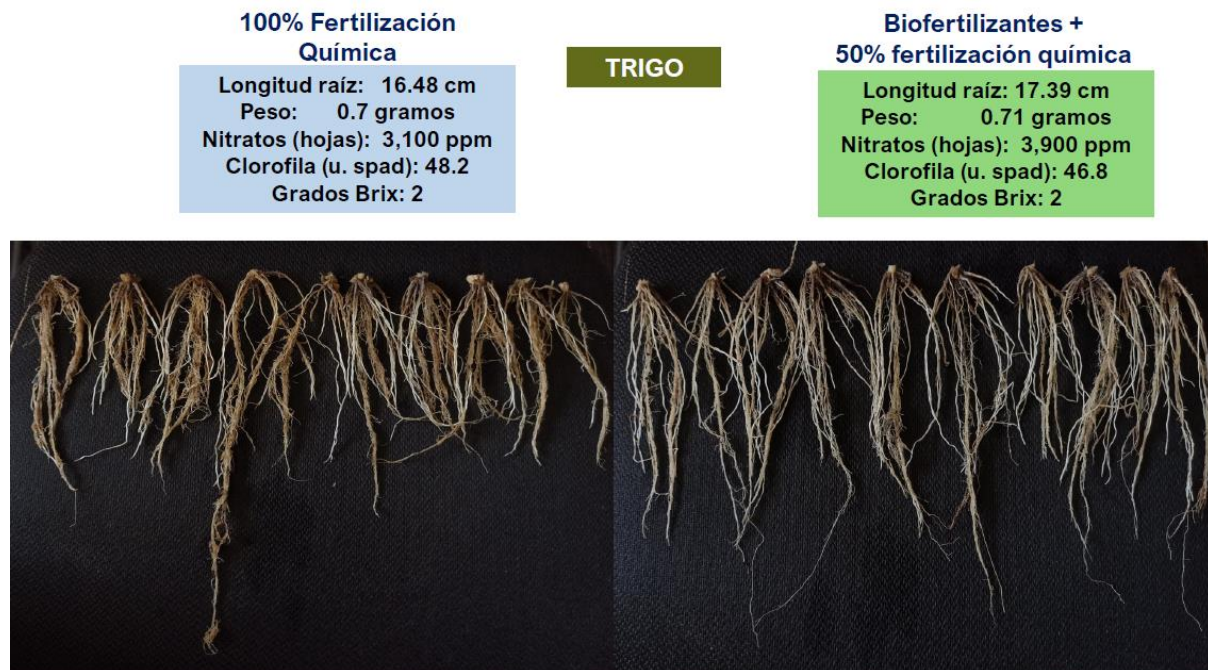 100% Fertilización
Química
Longitud raíz: 16.48 cm
Peso: 0.7 gramos
Nitratos (hojas): 3,100 ppm
Clorofila (u. spad): 48.2
Grados Brix: 2
TRIGO
Biofertilizantes +
50% fertilización química
Longitud raíz: 17.39 cm
Peso: 0.71 gramos
Nitratos (hojas): 3,900 ppm
Clorofila (u. spad): 46.8
Grados Brix: 2